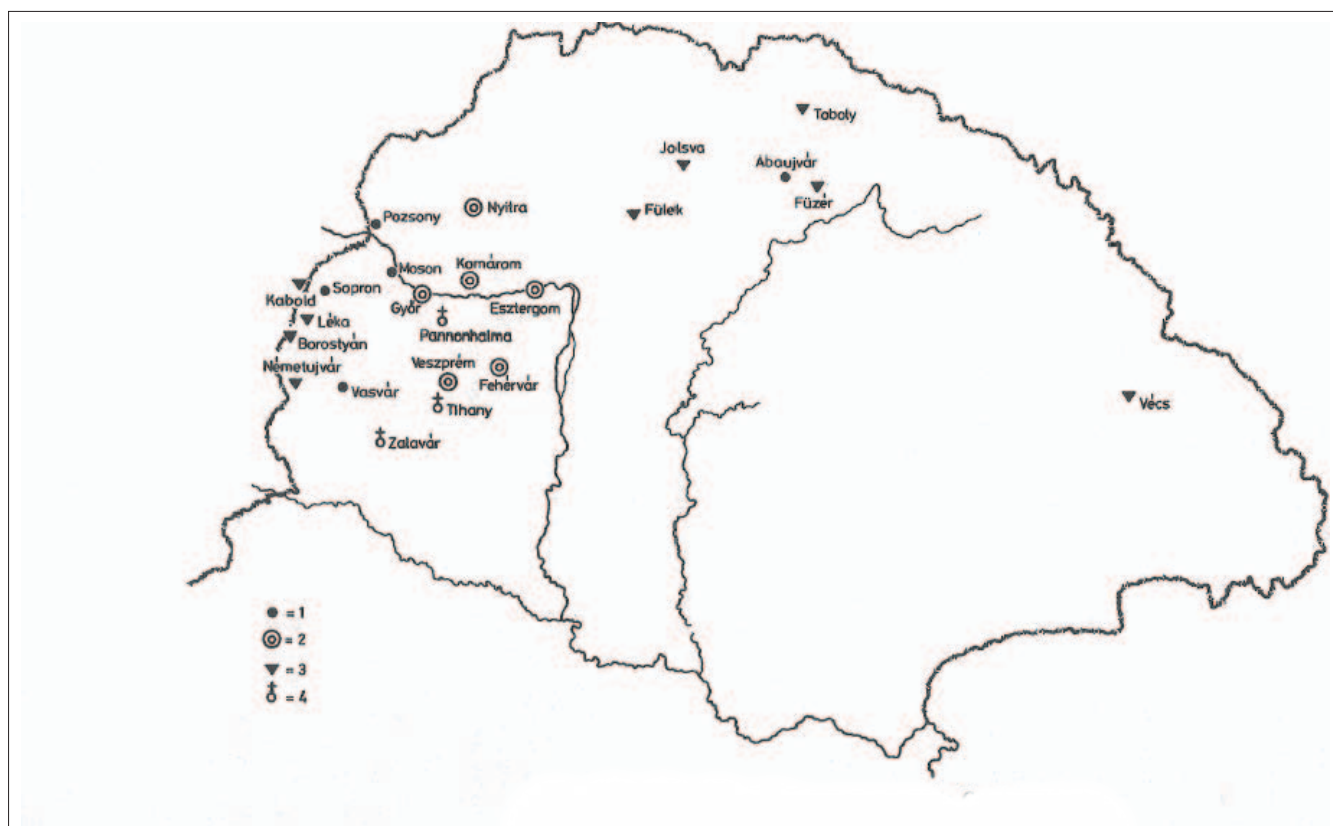 Taboly
Jolsva
Abaujvár
Füzér
Fülek
Nyitra
Pozsony
Moson
Komárom
Kabold
Sopron
Győr
Esztergom
Léka
Pannonhalma
Borostyán
Németujvár
Veszprém
Fehérvár
Vasvár
Tihany
Vécs
Zalavár
= 1
= 2
= 3
= 4